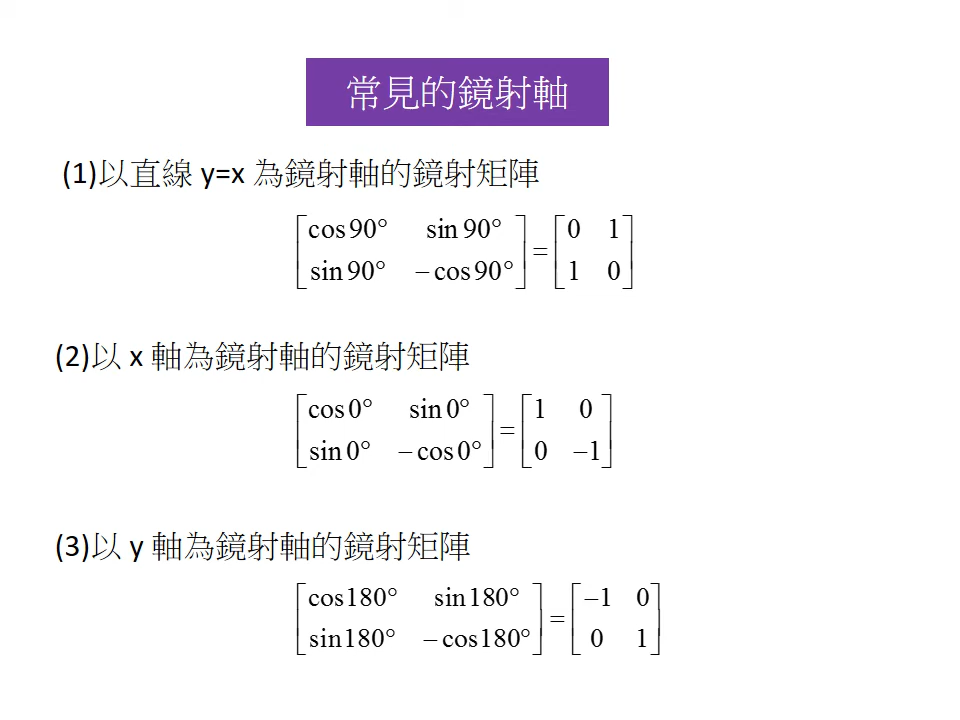 常見的鏡射軸
(1)以直線 y=x 為鏡射軸的鏡射矩陣
[cos90° sin90°; sin90° −cos90°] = [0 1; 1 0]
(2)以 x 軸為鏡射軸的鏡射矩陣
[cos0° sin0°; sin0° −cos0°] = [1 0; 0 −1]
(3)以 y 軸為鏡射軸的鏡射矩陣
[cos180° sin180°; sin180° −cos180°] = [−1 0; 0 1]